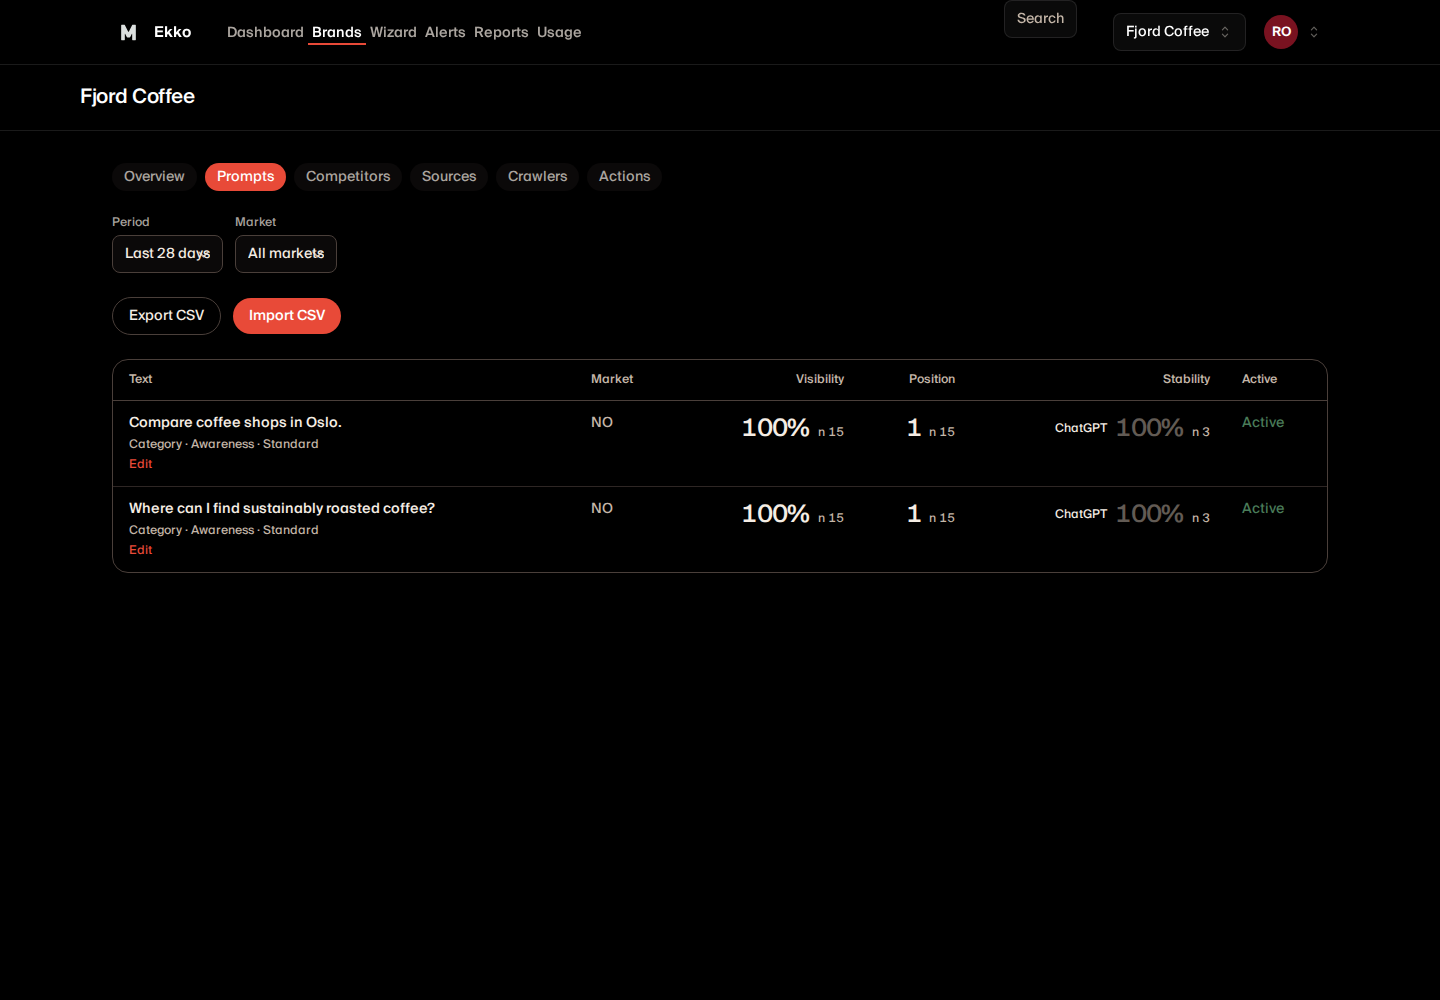 M Ekko Dashboard Brands Wizard Alerts Reports Usage Search Fjord Coffee RO
Fjord Coffee
Overview Prompts Competitors Sources Crawlers Actions
Period Market
Last 28 days All markets
Export CSV Import CSV
Text Market Visibility Position Stability Active
Compare coffee shops in Oslo. NO 100% n 15 1 n 15 ChatGPT 100% n 3 Active
Category · Awareness · Standard
Edit
Where can I find sustainably roasted coffee? NO 100% n 15 1 n 15 ChatGPT 100% n 3 Active
Category · Awareness · Standard
Edit